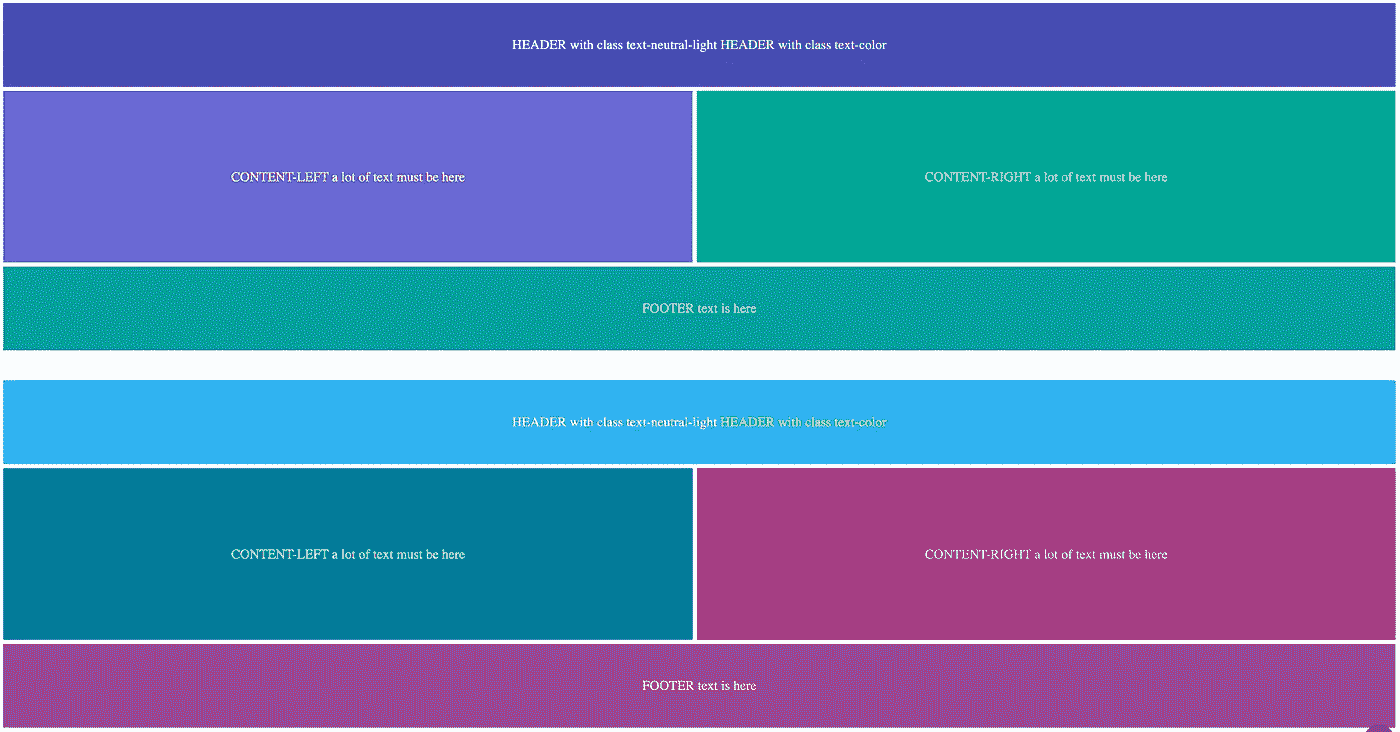 HEADER with class text-neutral-light HEADER with class text-color
CONTENT-LEFT a lot of text must be here
CONTENT-RIGHT a lot of text must be here
FOOTER text is here
HEADER with class text-neutral-light HEADER with class text-color
CONTENT-LEFT a lot of text must be here
CONTENT-RIGHT a lot of text must be here
FOOTER text is here